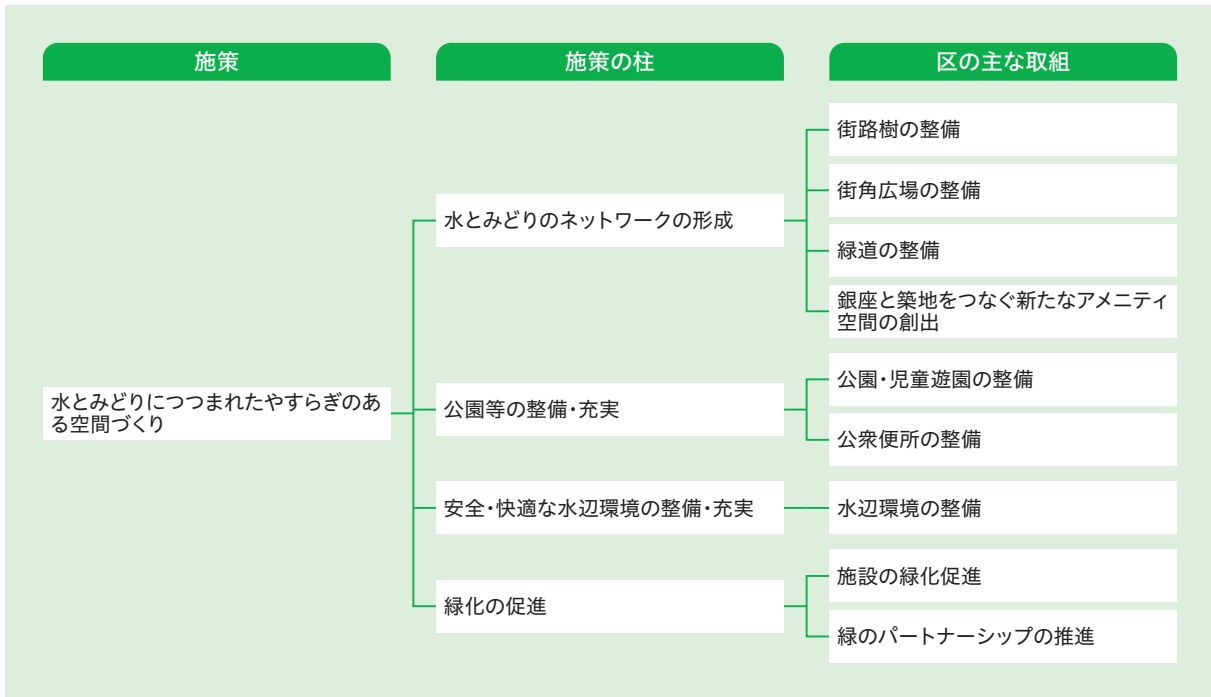 施策
施策の柱
区の主な取組
水とみどりにつつまれたやすらぎのあ
る空間づくり
水とみどりのネットワークの形成
街路樹の整備
街角広場の整備
緑道の整備
銀座と築地をつなぐ新たなアメニティ
空間の創出
公園等の整備・充実
公園・児童遊園の整備
公衆便所の整備
安全・快適な水辺環境の整備・充実
水辺環境の整備
緑化の促進
施設の緑化促進
緑のパートナーシップの推進